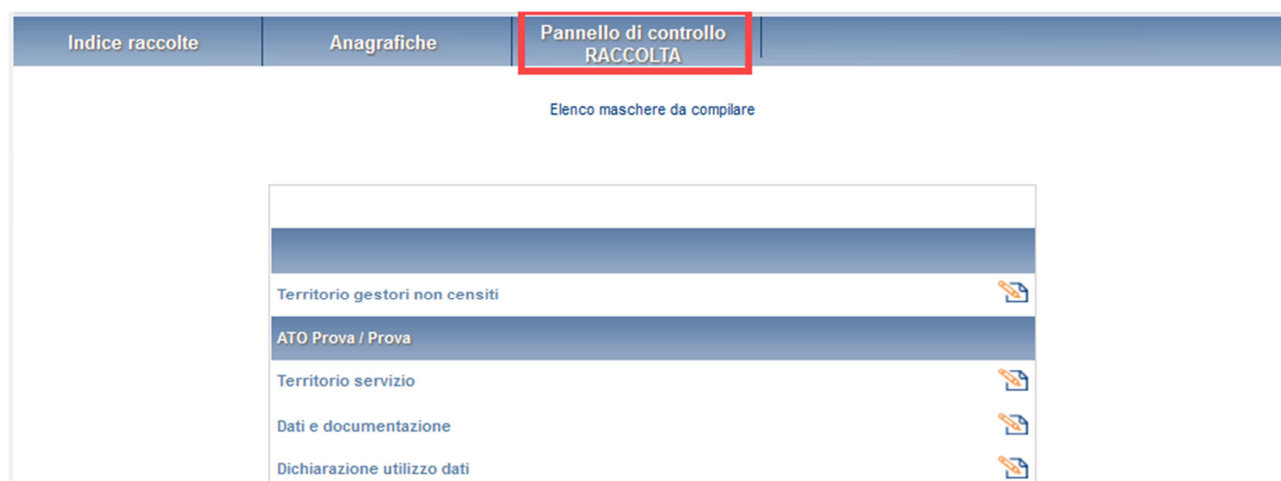 Indice raccolte
Anagrafiche
Pannello di controllo
RACCOLTA
Elenco maschere da compilare
Territorio gestori non censiti
ATO Prova / Prova
Territorio servizio
Dati e documentazione
Dichiarazione utilizzo dati